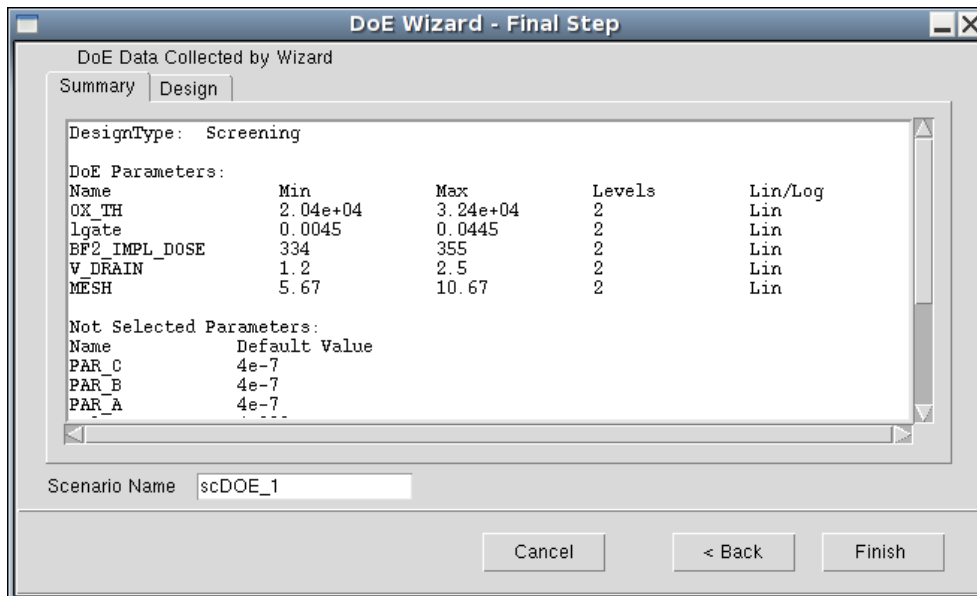 DoE Wizard - Final Step
DoE Data Collected by Wizard
Summary Design
DesignType: Screening
DoE Parameters:
Name Min Max Levels Lin/Log
OX_TH 2.04e+04 3.24e+04 2 Lin
lgate 0.0045 0.0445 2 Lin
BF2_IMPL_DOSE 334 355 2 Lin
V_DRAIN 1.2 2.5 2 Lin
MESH 5.67 10.67 2 Lin
Not Selected Parameters:
Name Default Value
PAR_C 4e-7
PAR_B 4e-7
PAR_A 4e-7
Scenario Name scDOE_1
Cancel < Back Finish